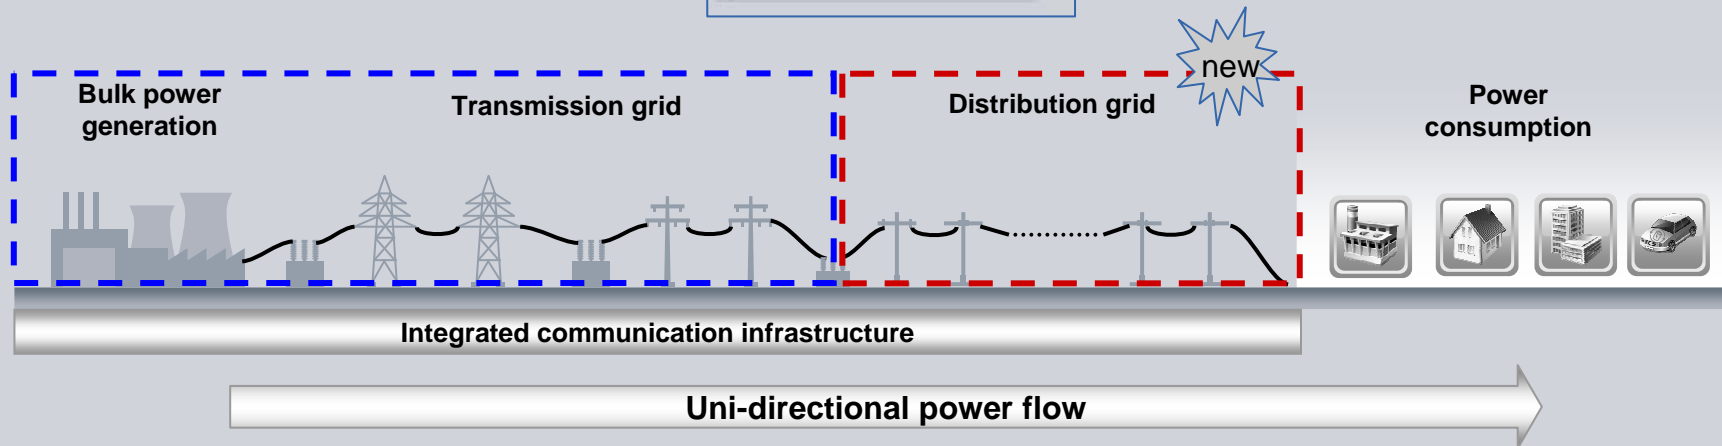 new
Bulk power
generation
Transmission grid
Distribution grid
Power
consumption
Integrated communication infrastructure
Uni-directional power flow